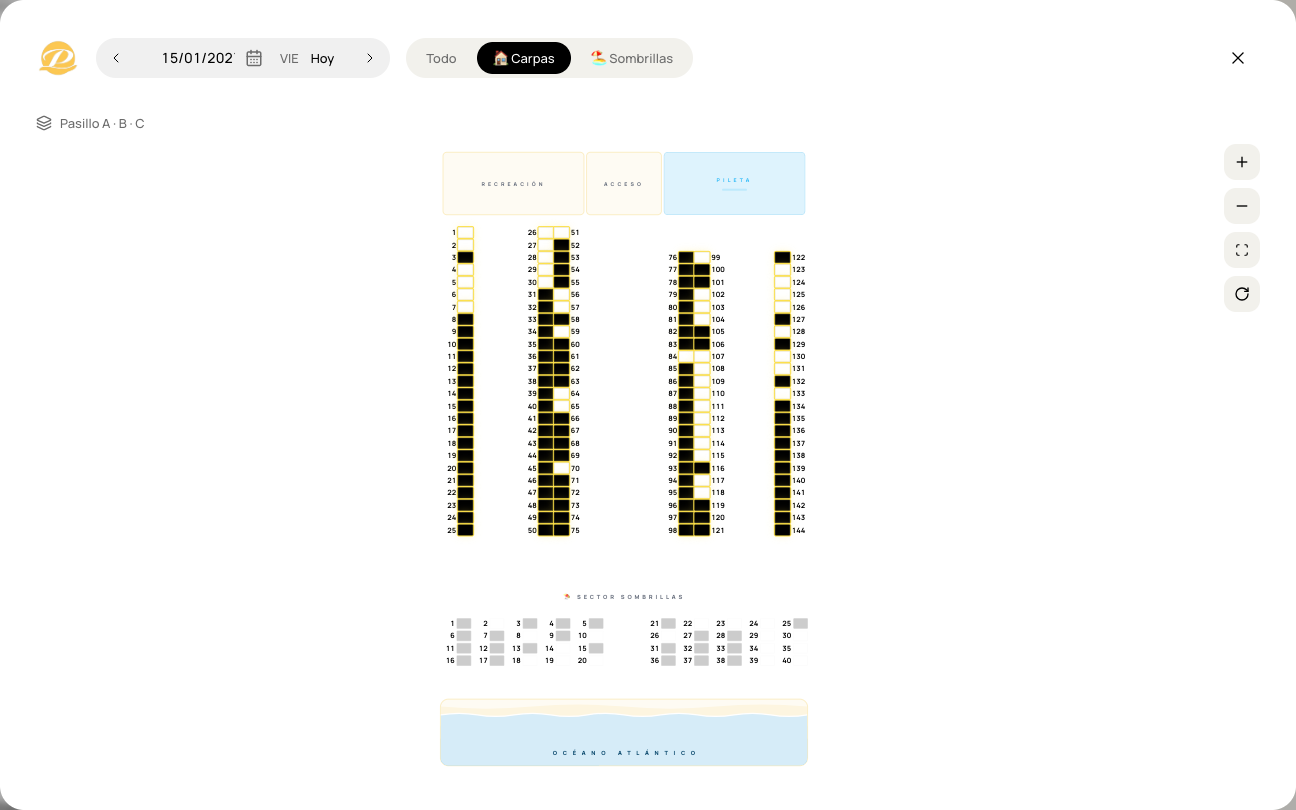 15/01/202
VIE Hoy
Todo
Carpas
Sombrillas
Pasillo A · B · C
RECREACIÓN
ACCESO
PILETA
1 26 51
2 27 52
3 28 53 76 99 122
4 29 54 77 100 123
5 30 55 78 101 124
6 31 56 79 102 125
7 32 57 80 103 126
8 33 58 81 104 127
9 34 59 82 105 128
10 35 60 83 106 129
11 36 61 84 107 130
12 37 62 85 108 131
13 38 63 86 109 132
14 39 64 87 110 133
15 40 65 88 111 134
16 41 66 89 112 135
17 42 67 90 113 136
18 43 68 91 114 137
19 44 69 92 115 138
20 45 70 93 116 139
21 46 71 94 117 140
22 47 72 95 118 141
23 48 73 96 119 142
24 49 74 97 120 143
25 50 75 98 121 144
SECTOR SOMBRILLAS
1 2 3 4 5 21 22 23 24 25
6 7 8 9 10 26 27 28 29 30
11 12 13 14 15 31 32 33 34 35
16 17 18 19 20 36 37 38 39 40
OCÉANO ATLÁNTICO